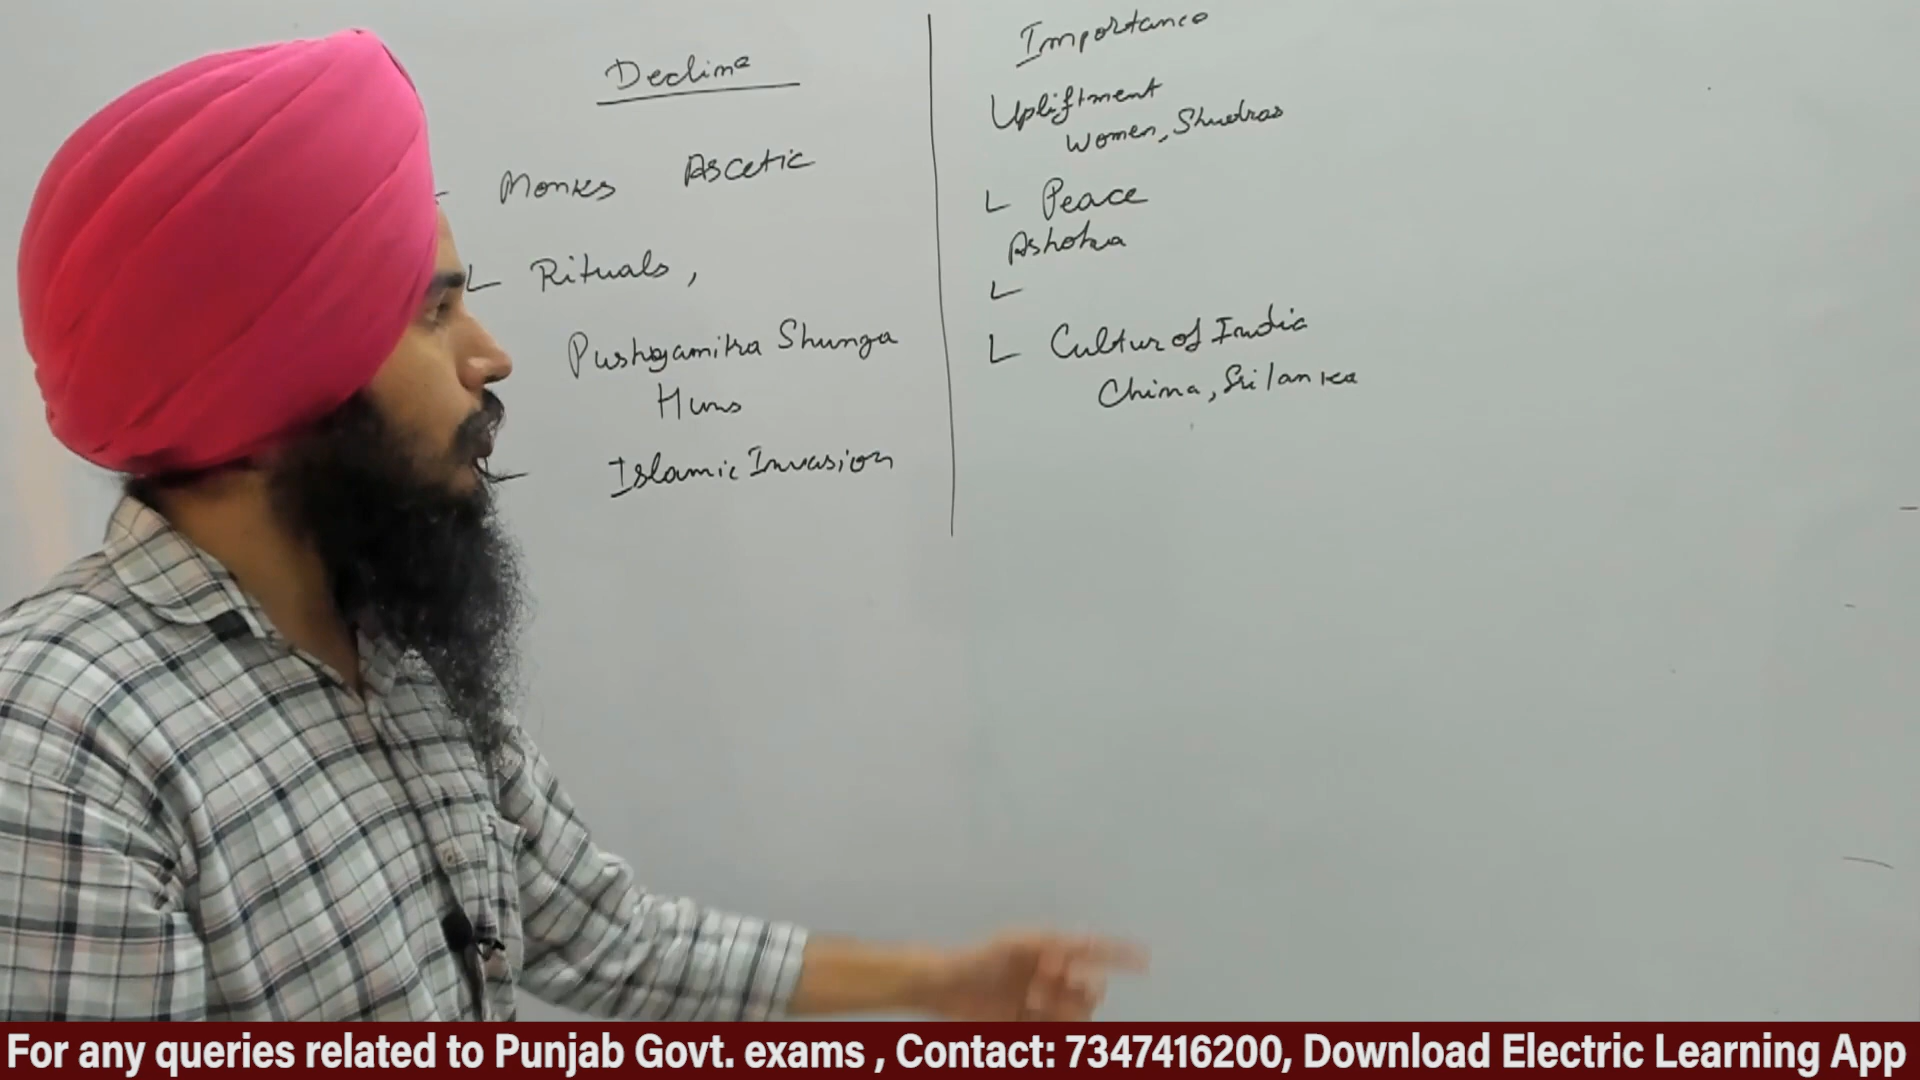 Decline
Monks Ascetic
Rituals,
Pushyamitra Shunga
Huns
Islamic Invasion
Importance
Upliftment
Women, Shudras
Peace
Ashoka
Cultur of India
China, Srilanka
For any queries related to Punjab Govt. exams , Contact: 7347416200, Download Electric Learning App